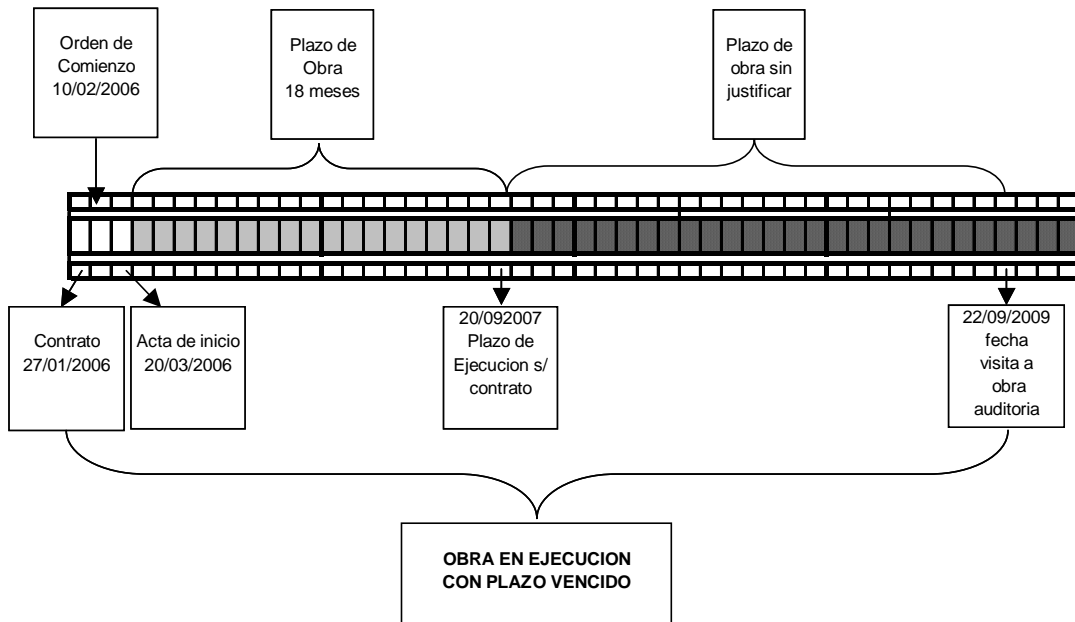 Orden de
Comienzo
10/02/2006
Plazo de
Obra
18 meses
Plazo de
obra sin
justificar
Contrato
27/01/2006
Acta de inicio
20/03/2006
20/092007
Plazo de
Ejecucion s/
contrato
22/09/2009
fecha
visita a
obra
auditoria
OBRA EN EJECUCION
CON PLAZO VENCIDO